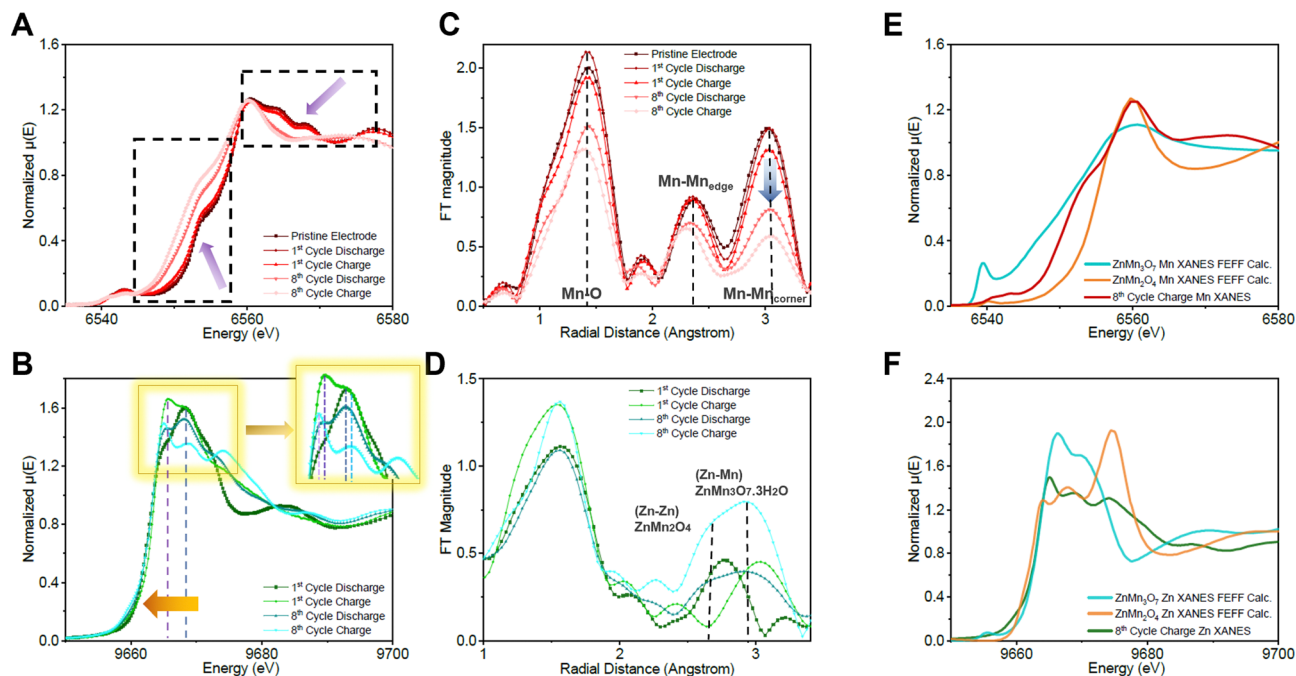 A
Normalized μ(E)
1.6
1.2
0.8
0.4
0.0
Pristine Electrode
1st Cycle Discharge
1st Cycle Charge
8th Cycle Discharge
8th Cycle Charge
6540
6560
6580
Energy (eV)
C
FT Magnitude
2.0
1.5
1.0
0.5
0.0
Pristine Electrode
1st Cycle Discharge
1st Cycle Charge
8th Cycle Discharge
8th Cycle Charge
Mn-Mnedge
Mn-O
Mn-Mncorner
1
2
3
Radial Distance (Angstrom)
E
Normalized μ(E)
1.6
1.2
0.8
0.4
0.0
ZnMn3O7 Mn XANES FEFF Calc.
ZnMn2O4 Mn XANES FEFF Calc.
8th Cycle Charge Mn XANES
6540
6560
6580
Energy (eV)
B
Normalized μ(E)
1.6
1.2
0.8
0.4
0.0
1st Cycle Discharge
1st Cycle Charge
8th Cycle Discharge
8th Cycle Charge
9660
9680
9700
Energy (eV)
D
FT Magnitude
1.5
1.0
0.5
0.0
1st Cycle Discharge
1st Cycle Charge
8th Cycle Discharge
8th Cycle Charge
(Zn-Mn)
ZnMn3O7.3H2O
(Zn-Zn)
ZnMn2O4
1
2
3
Radial Distance (Angstrom)
F
Normalized μ(E)
2.4
2.0
1.6
1.2
0.8
0.4
0.0
ZnMn3O7 Zn XANES FEFF Calc.
ZnMn2O4 Zn XANES FEFF Calc.
8th Cycle Charge Zn XANES
9660
9680
9700
Energy (eV)